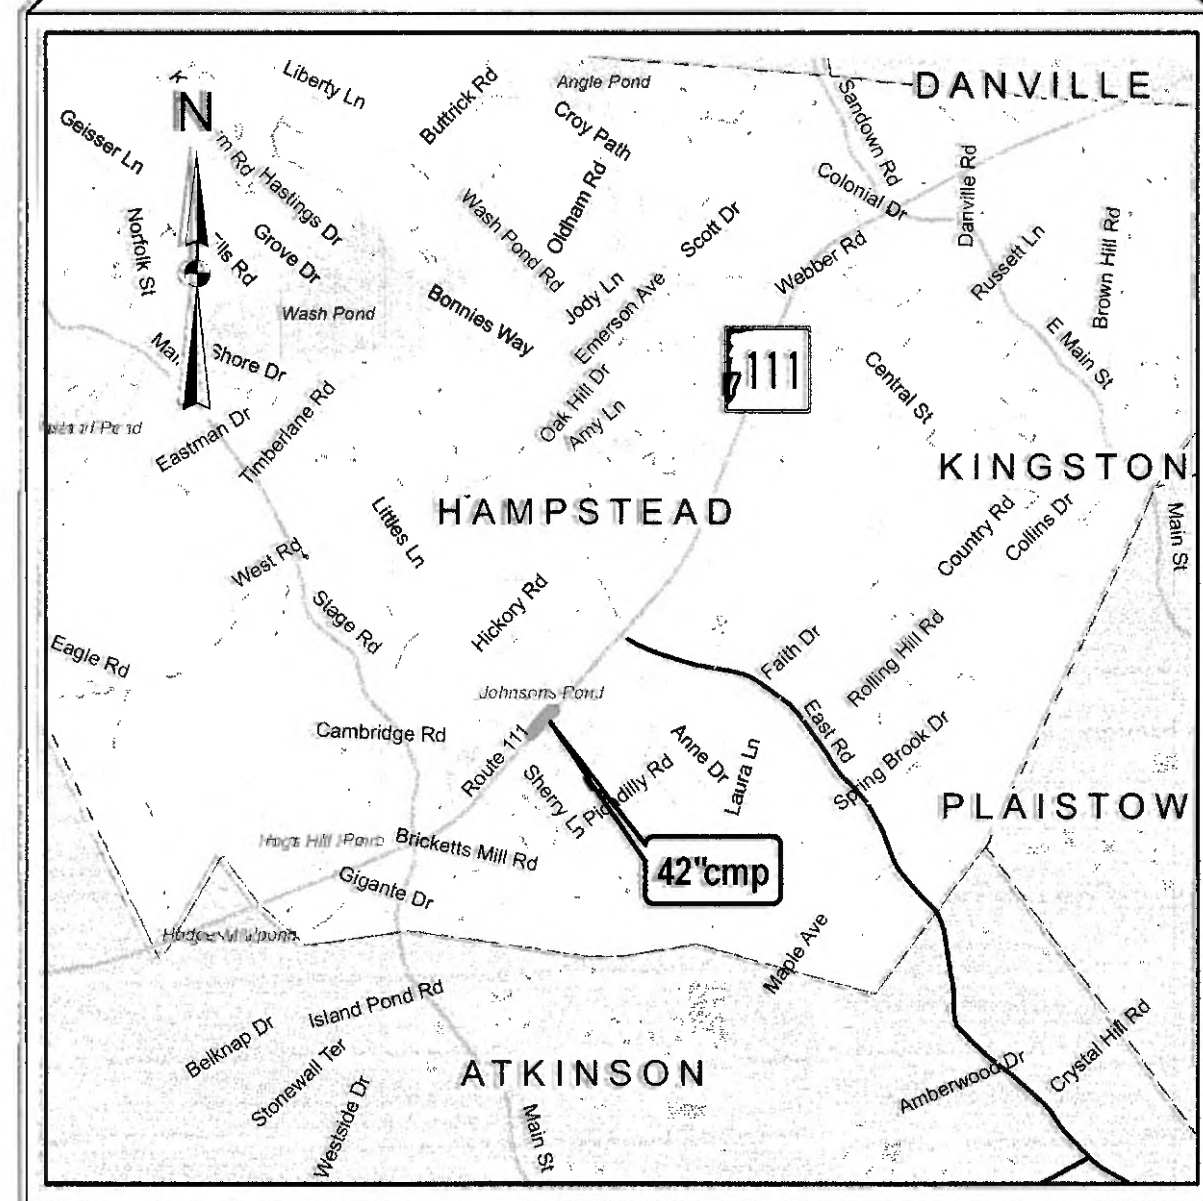 DANVILLE
Liberty Ln
Buttrick Rd
Angle Pond
Sandown Rd
Geisser Ln
N
Croy Path
Hastings Dr
Oldham Rd
Colonial Dr
Danville Rd
Wash Pond Rd
Scott Dr
Norfolk St
Grove Dr
Webber Rd
Russett Ln
Brown Hill Rd
Wash Pond
Bonnies Way
Jody Ln
Emerson Ave
Shore Dr
111
E Main St
Central St
Oak Hill Dr
Amy Ln
Eastman Dr
Timberlane Rd
KINGSTON
HAMPSTEAD
Littles Ln
Country Rd
Collins Dr
Main St
West Rd
Stage Rd
Hickory Rd
Eagle Rd
Faith Dr
Rolling Hill Rd
Johnsons Pond
Cambridge Rd
Route 111
Anne Dr
East Rd
Laura Ln
Spring Brook Dr
Sherry Ln
Picadilly Rd
PLAISTOW
Bricketts Mill Rd
42"cmp
Gigante Dr
Maple Ave
Island Pond Rd
Belknap Dr
Stonewall Ter
Westside Dr
ATKINSON
Main St
Amberwood Dr
Crystal Hill Rd